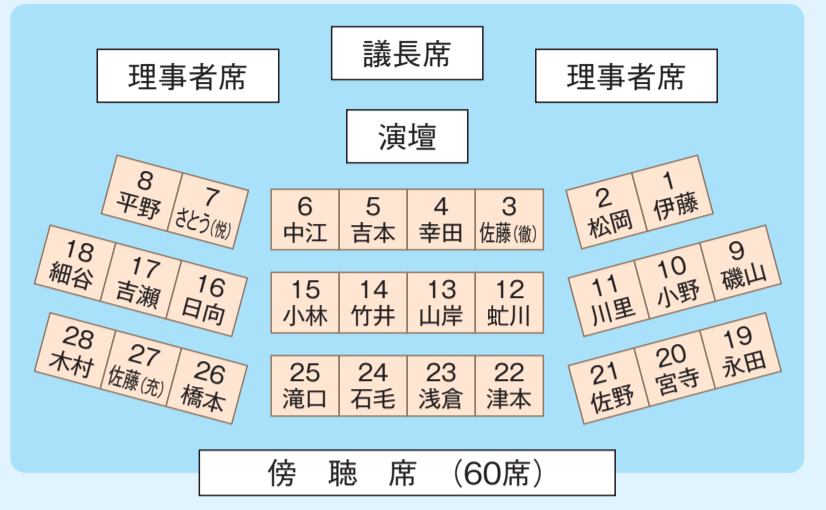 議長席
理事者席
理事者席
演壇
8
平野
7
さとう(悦)
6
中江
5
吉本
4
幸田
3
佐藤(徹)
2
松岡
1
伊藤
18
細谷
17
吉瀬
16
日向
15
小林
14
竹井
13
山岸
12
虻川
11
川里
10
小野
9
磯山
28
木村
27
佐藤(充)
26
橋本
25
滝口
24
石毛
23
浅倉
22
津本
21
佐野
20
宮寺
19
永田
傍　聴　席　(60席)